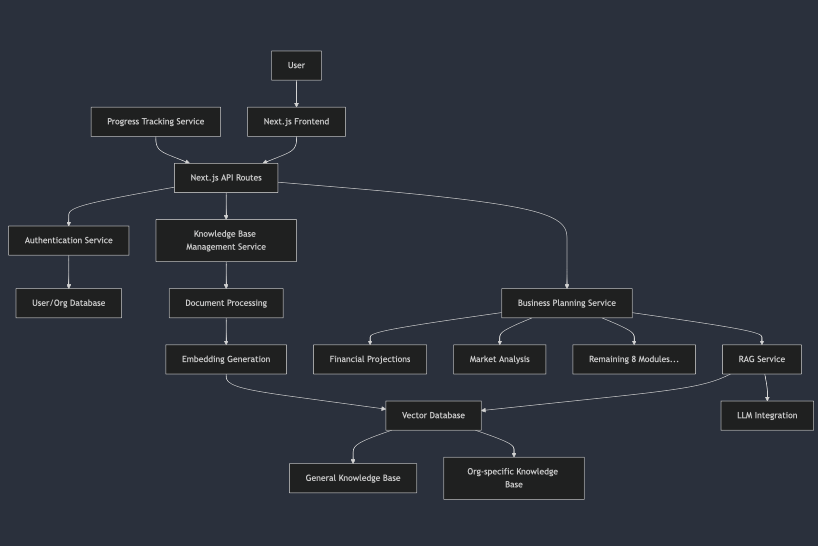 User
Progress Tracking Service
Next.js Frontend
Next.js API Routes
Authentication Service
Knowledge Base
Management Service
User/Org Database
Document Processing
Business Planning Service
Embedding Generation
Financial Projections
Market Analysis
Remaining 8 Modules...
RAG Service
Vector Database
LLM Integration
General Knowledge Base
Org-specific Knowledge
Base